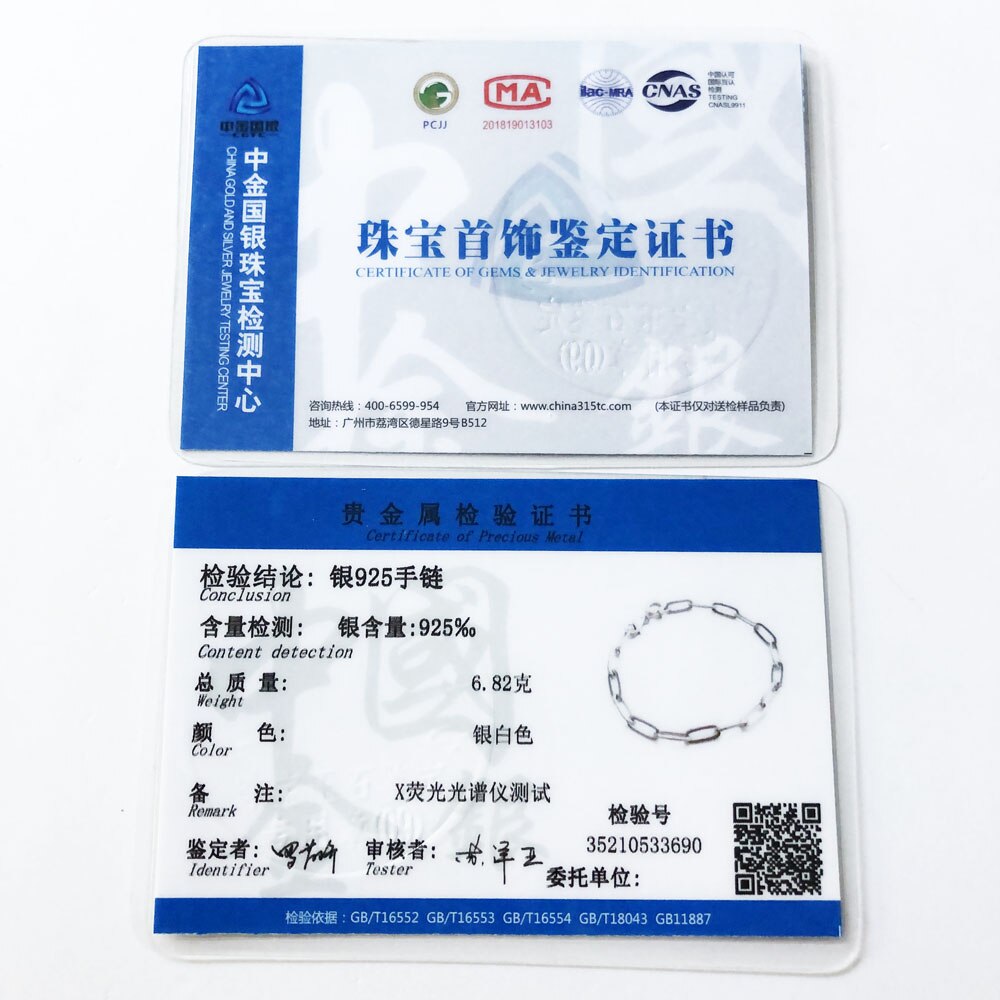 中金国银
CGTC
中金国银珠宝检测中心
CHINA GOLD AND SILVER JEWELRY TESTING CENTER
PCJJ
MA
201819013103
ilac-MRA
CNAS
中国认可
国际互认
检测
TESTING
CNASL9911
珠宝首饰鉴定证书
CERTIFICATE OF GEMS & JEWELRY IDENTIFICATION
咨询热线：400-6599-954 官方网址：www.china315tc.com (本证书仅对送检样品负责)
地址：广州市荔湾区德星路9号B512
贵金属检验证书
Certificate of Precious Metal
检验结论: 银925手链
Conclusion
含量检测: 银含量:925‰
Content detection
总质量: 6.82克
Weight
颜色: 银白色
Color
备注: X荧光光谱仪测试
Remark
检验号
35210533690
鉴定者: 审核者:
Identifier Tester
委托单位:
检验依据：GB/T16552 GB/T16553 GB/T16554 GB/T18043 GB11887